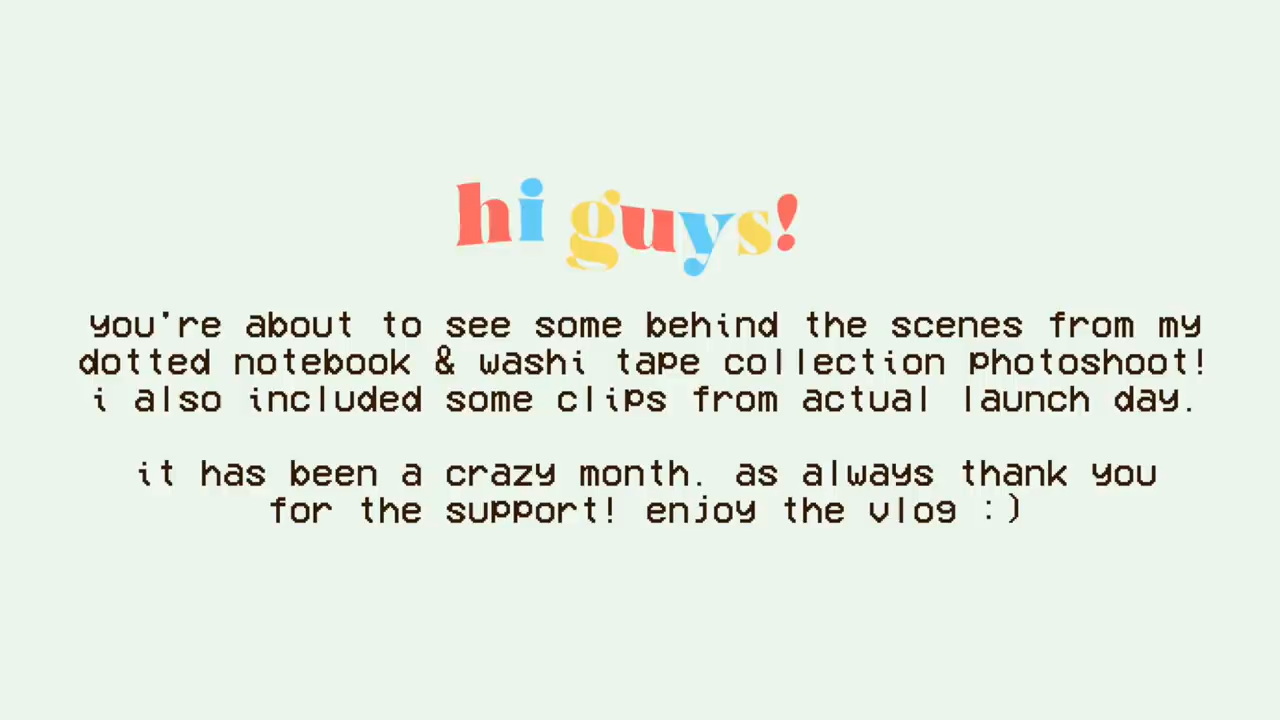 hi guys!
you're about to see some behind the scenes from my
dotted notebook & washi tape collection photoshoot!
i also included some clips from actual launch day.
it has been a crazy month. as always thank you
for the support! enjoy the vlog :)